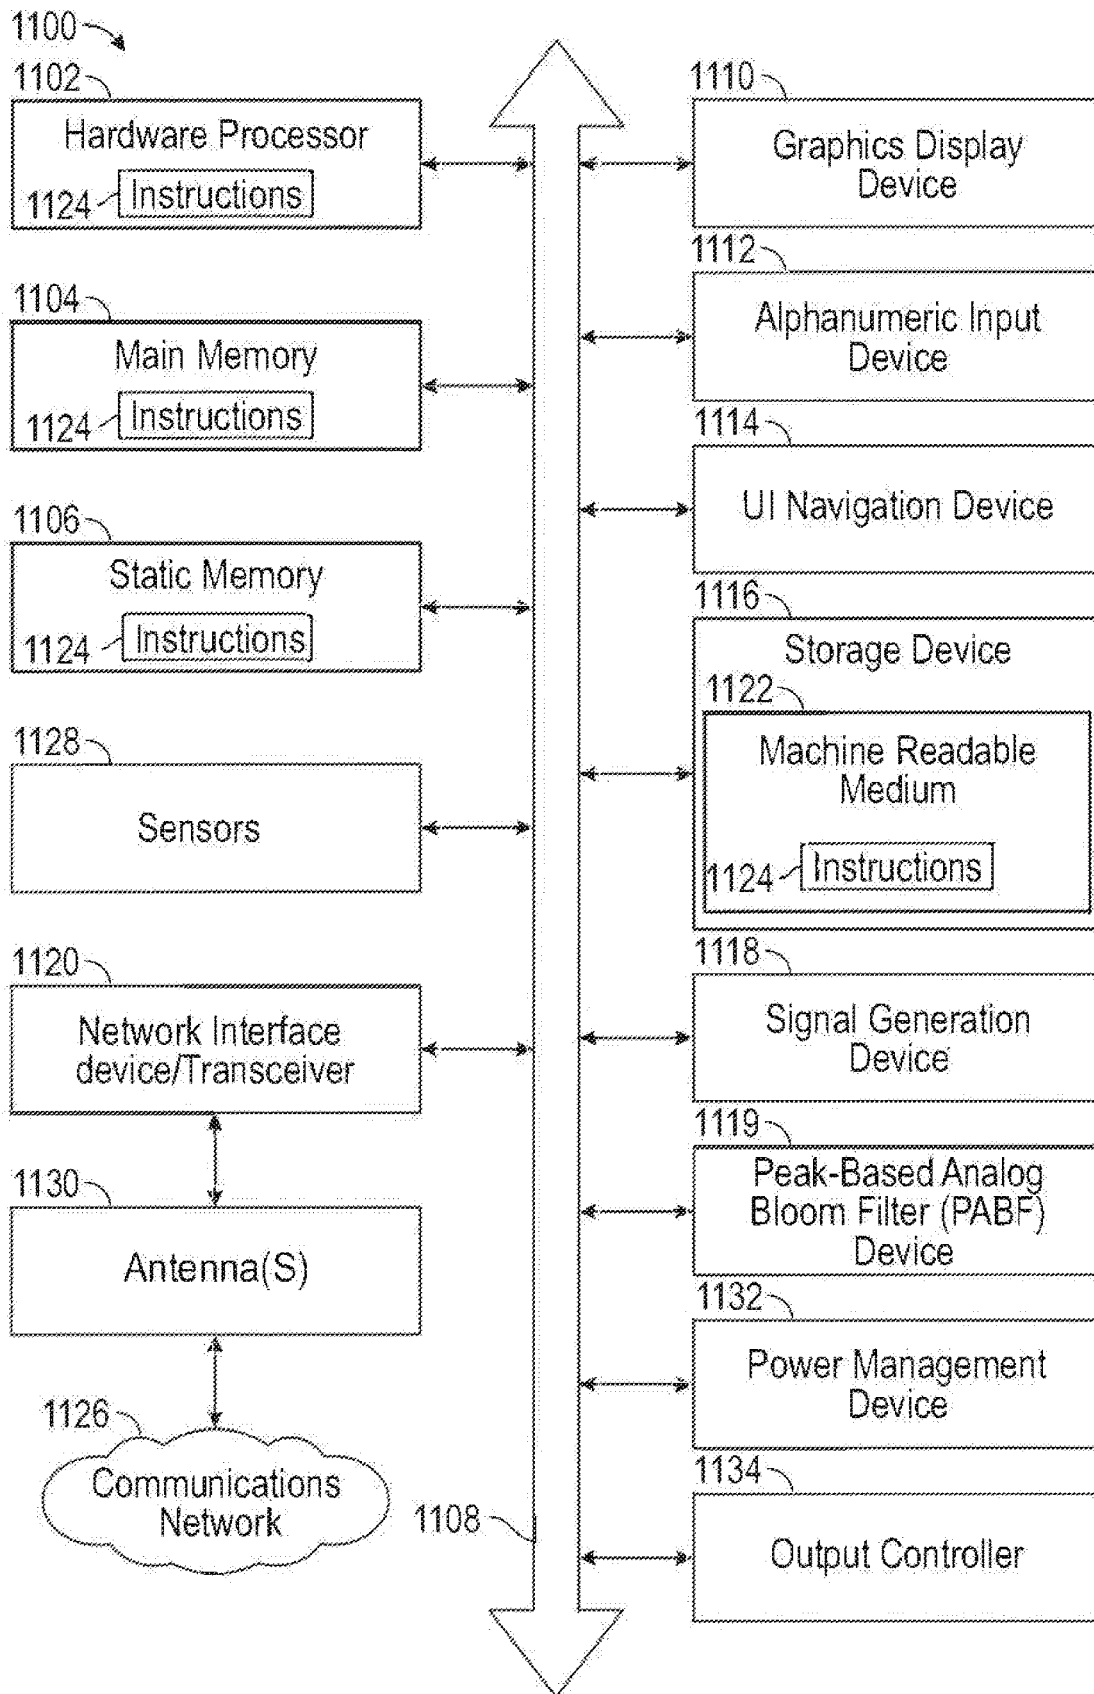 1100
1102
Hardware Processor
1124
Instructions
1104
Main Memory
1124
Instructions
1106
Static Memory
1124
Instructions
1128
Sensors
1120
Network Interface
device/Transceiver
1130
Antenna(S)
1126
Communications
Network
1108
1110
Graphics Display
Device
1112
Alphanumeric Input
Device
1114
UI Navigation Device
1116
Storage Device
1122
Machine Readable
Medium
1124
Instructions
1118
Signal Generation
Device
1119
Peak-Based Analog
Bloom Filter (PABF)
Device
1132
Power Management
Device
1134
Output Controller